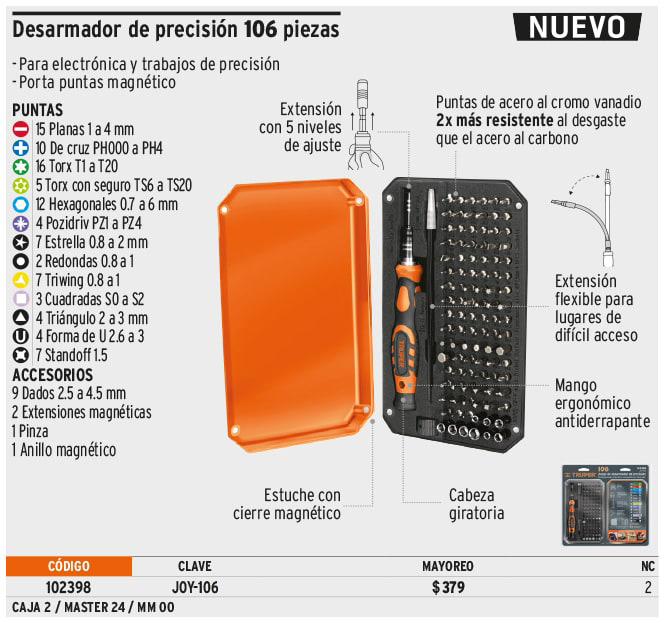 Desarmador de precisión 106 piezas
NUEVO
- Para electrónica y trabajos de precisión
- Porta puntas magnético
PUNTAS
15 Planas 1 a 4 mm
10 De cruz PH000 a PH4
16 Torx T1 a T20
5 Torx con seguro TS6 a TS20
12 Hexagonales 0.7 a 6 mm
4 Pozidriv PZ1 a PZ4
7 Estrella 0.8 a 2 mm
2 Redondas 0.8 a 1
7 Triwing 0.8 a 1
3 Cuadradas S0 a S2
4 Triángulo 2 a 3 mm
4 Forma de U 2.6 a 3
7 Standoff 1.5
ACCESORIOS
9 Dados 2.5 a 4.5 mm
2 Extensiones magnéticas
1 Pinza
1 Anillo magnético
Extensión
con 5 niveles
de ajuste
Puntas de acero al cromo vanadio
2x más resistente al desgaste
que el acero al carbono
Extensión
flexible para
lugares de
difícil acceso
Mango
ergonómico
antiderrapante
Estuche con
cierre magnético
Cabeza
giratoria
TRUPER
TRUPER
106
CÓDIGO CLAVE MAYOREO NC
102398 JOY-106 $379 2
CAJA 2 / MASTER 24 / MM 00